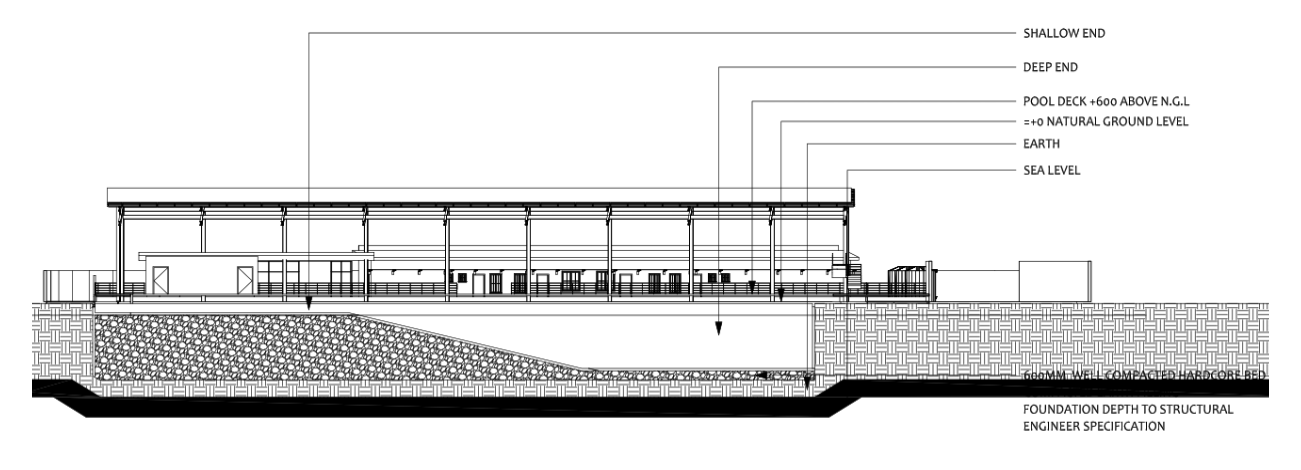 SHALLOW END
DEEP END
POOL DECK +600 ABOVE N.G.L
=+0 NATURAL GROUND LEVEL
EARTH
SEA LEVEL
600MM WELL COMPACTED HARDCORE BED
FOUNDATION DEPTH TO STRUCTURAL
ENGINEER SPECIFICATION